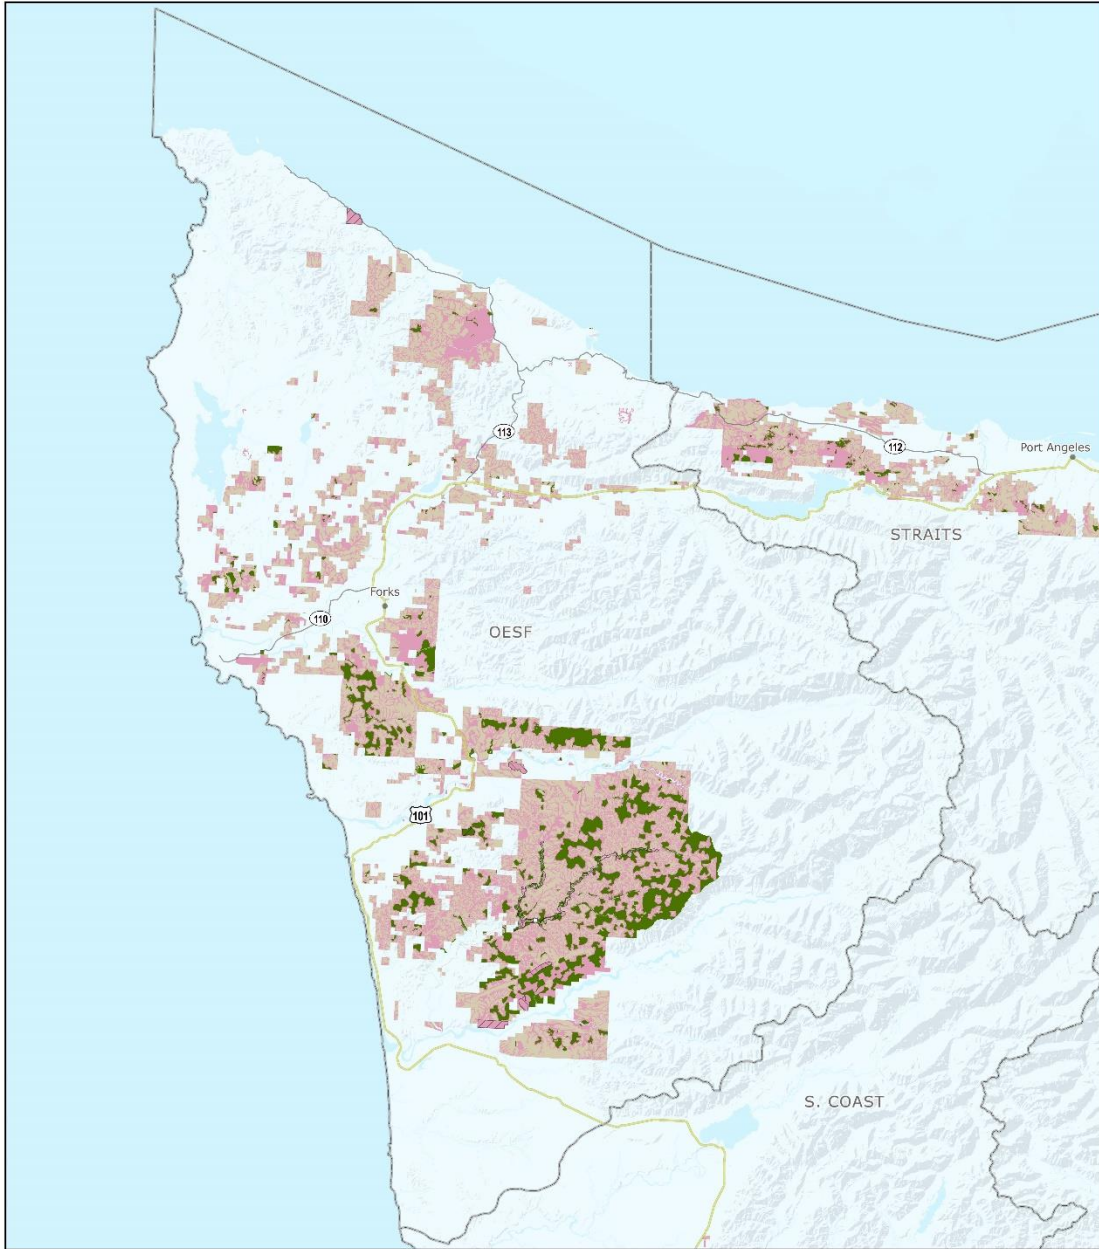 113
112
Port Angeles
STRAITS
Forks
110
OESF
101
S. COAST